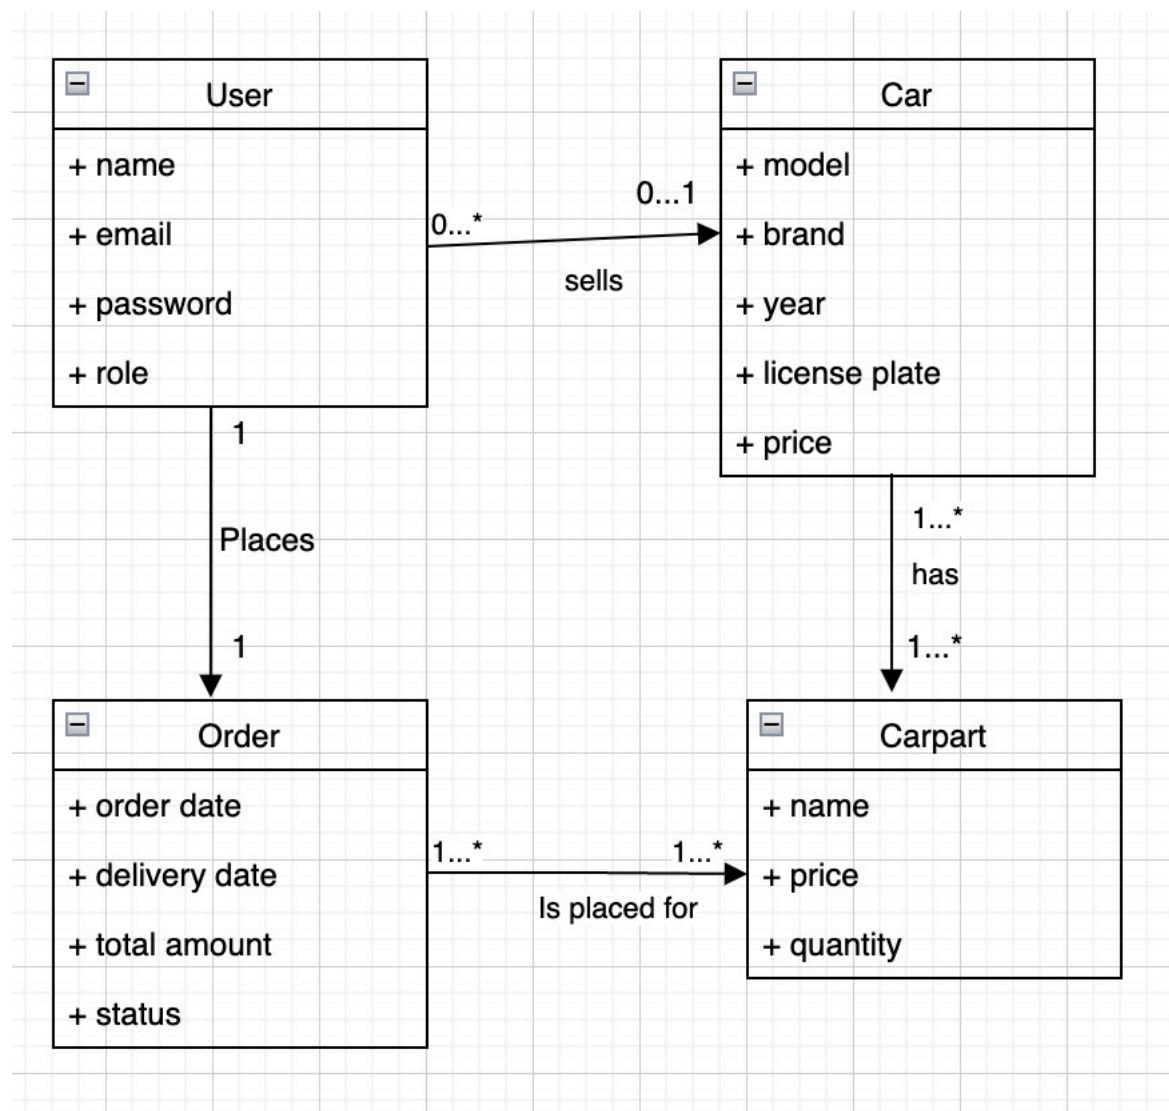 User
+ name
+ email
+ password
+ role
0...*
0...1
sells
Car
+ model
+ brand
+ year
+ license plate
+ price
1
Places
1
1...*
has
1...*
Order
+ order date
+ delivery date
+ total amount
+ status
1...*
1...*
Is placed for
Carpart
+ name
+ price
+ quantity